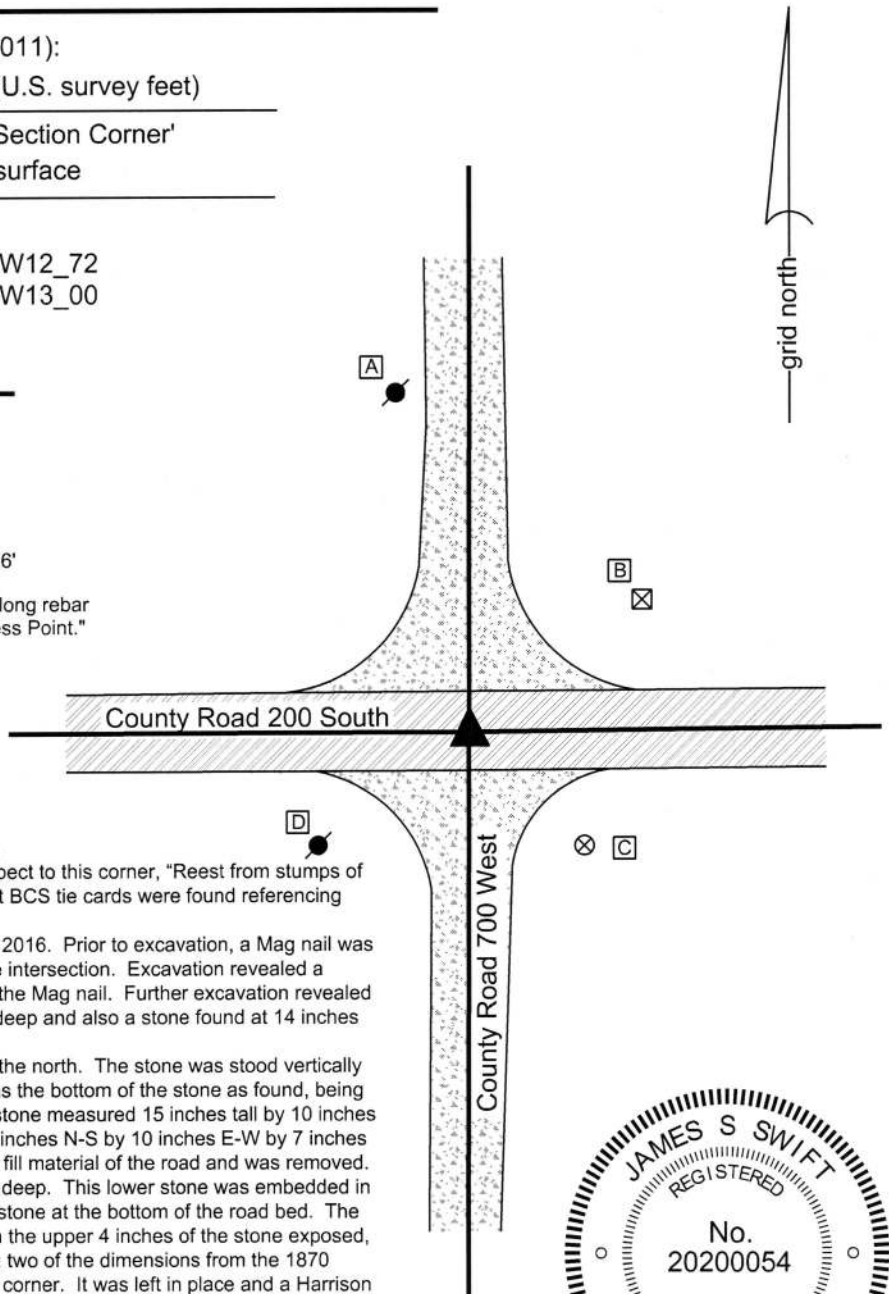 011):
(U.S. survey feet)
Section Corner'
surface
W12_72
W13_00
grid north
A
6'
B
long rebar
ess Point."
County Road 200 South
D
C
County Road 700 West
pect to this corner, "Reest from stumps of
t BCS tie cards were found referencing
2016. Prior to excavation, a Mag nail was
e intersection. Excavation revealed a
the Mag nail. Further excavation revealed
deep and also a stone found at 14 inches
the north. The stone was stood vertically
as the bottom of the stone as found, being
stone measured 15 inches tall by 10 inches
inches N-S by 10 inches E-W by 7 inches
fill material of the road and was removed.
deep. This lower stone was embedded in
stone at the bottom of the road bed. The
n the upper 4 inches of the stone exposed,
two of the dimensions from the 1870
corner. It was left in place and a Harrison
JAMES S SWIFT
REGISTERED
No.
20200054